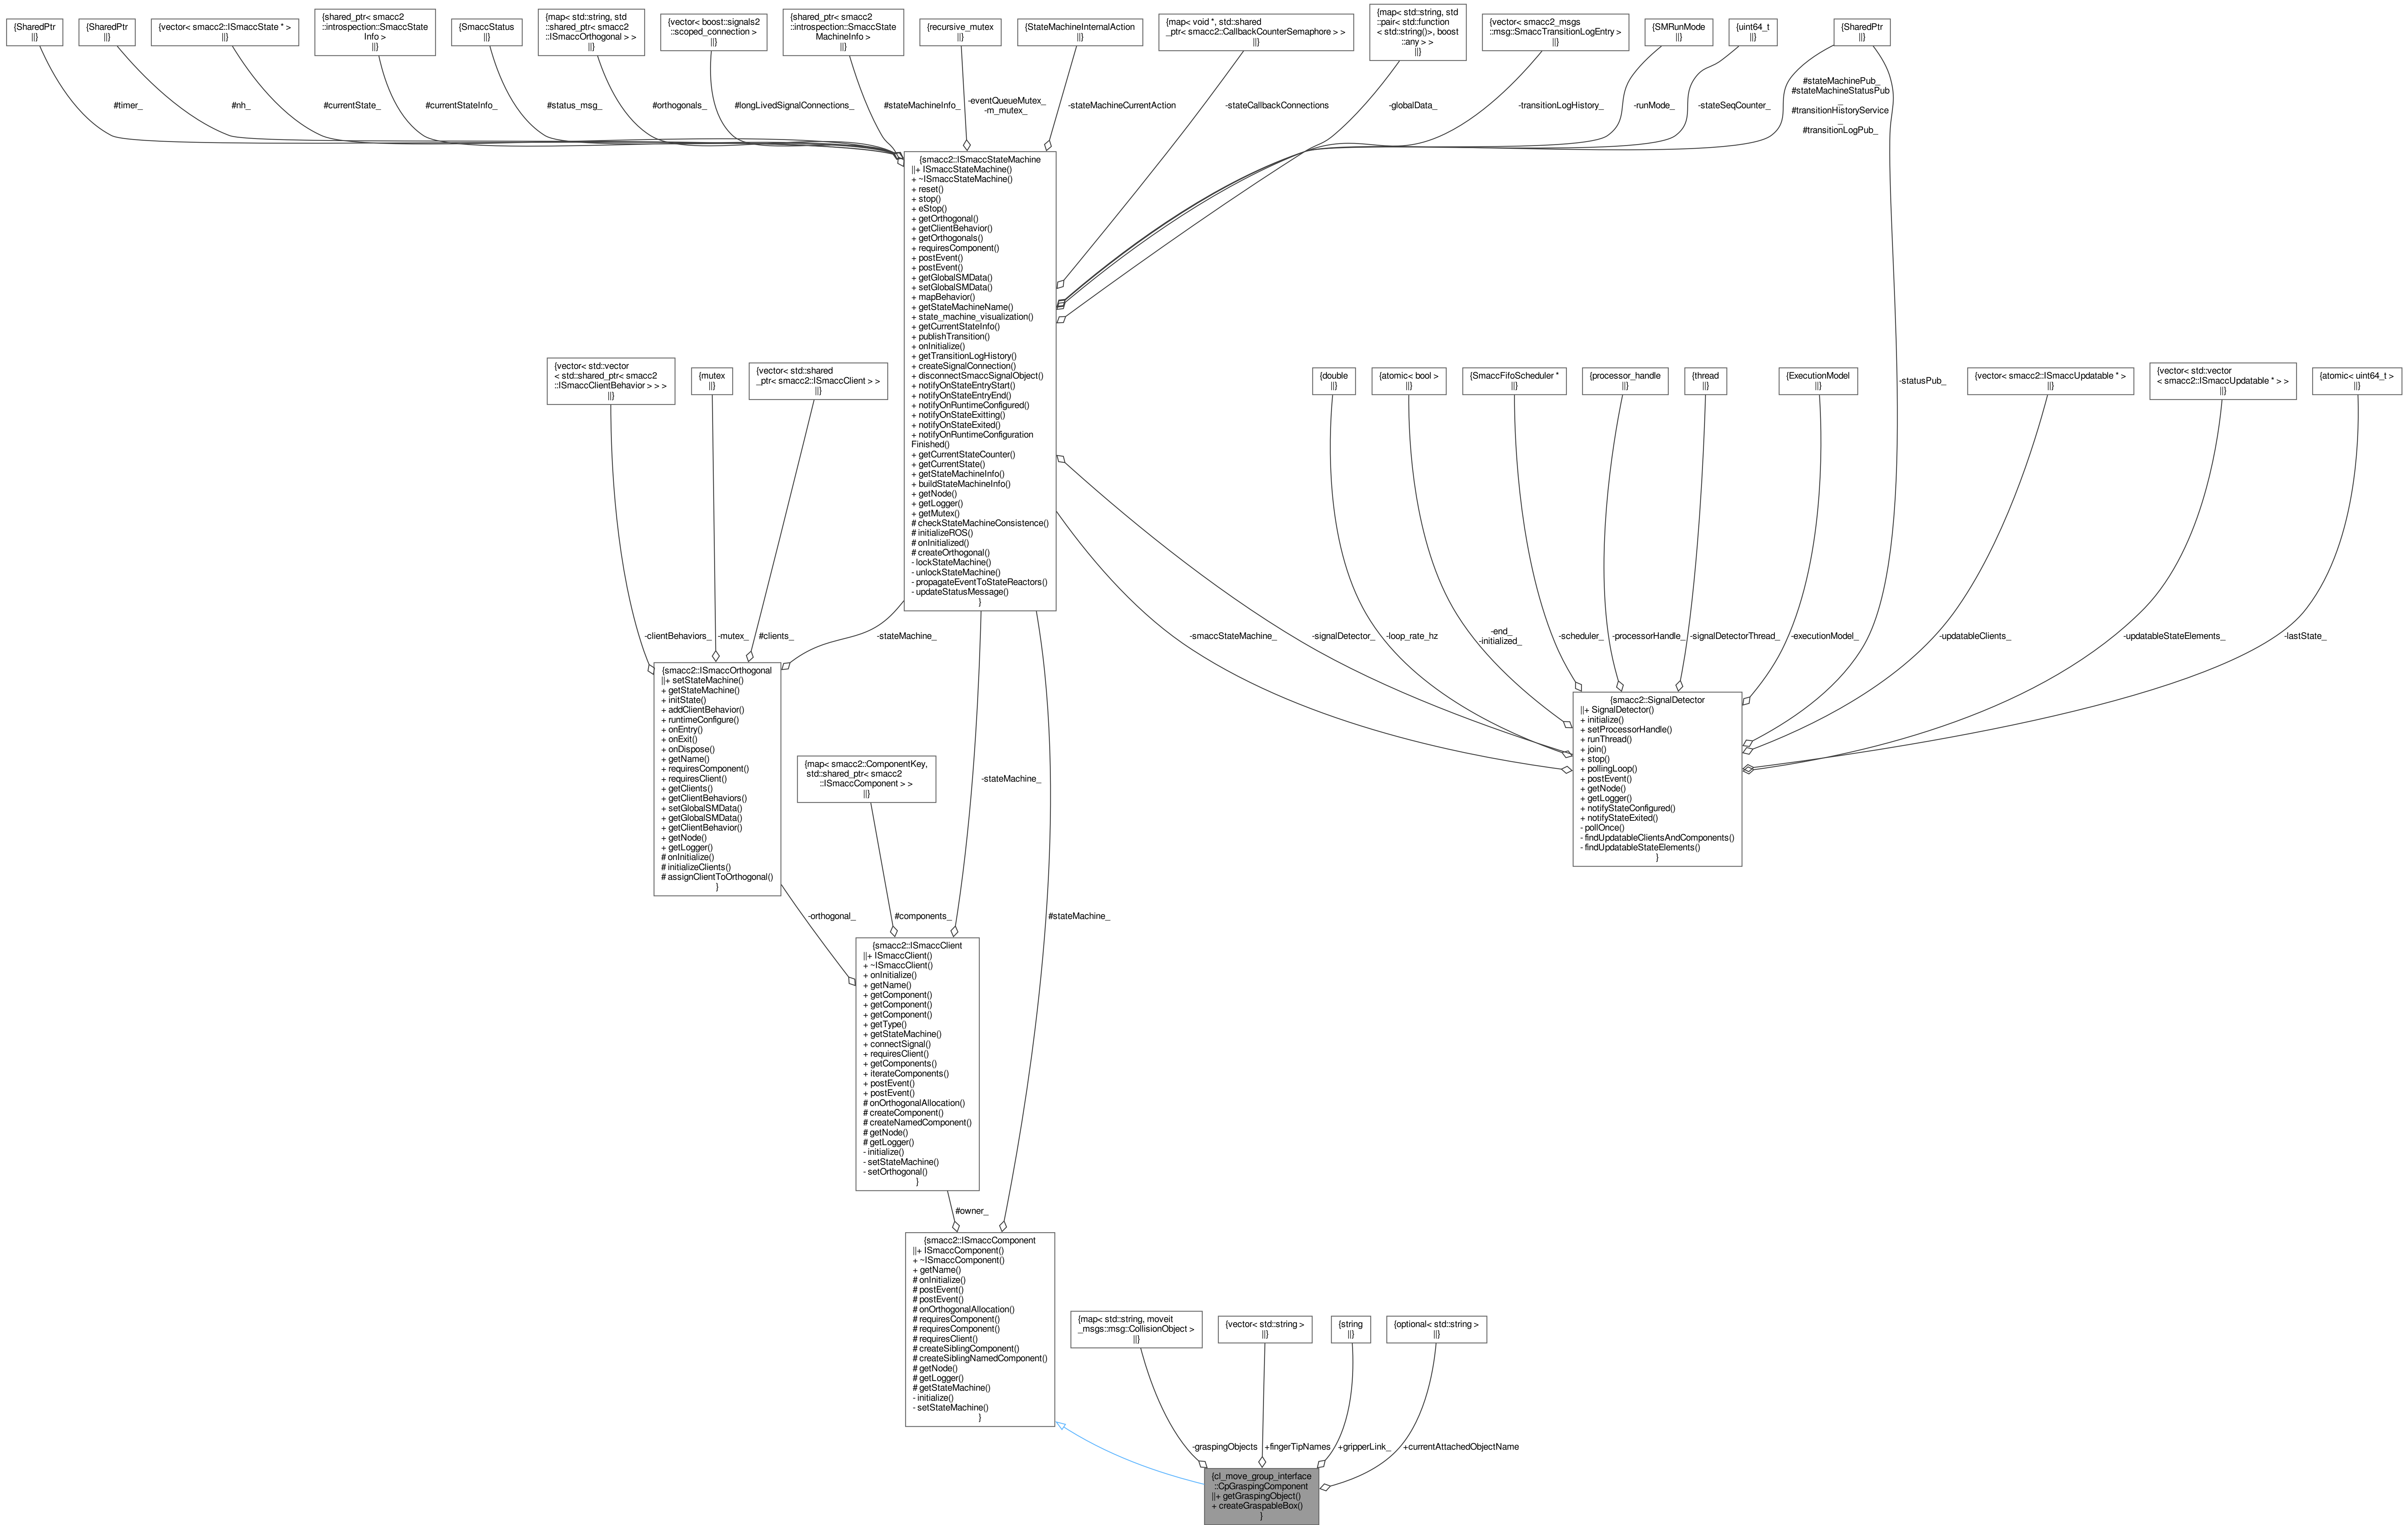 {SharedPtr
||}
{SharedPtr
||}
{vector< smacc2::ISmaccState * >
||}
{shared_ptr< smacc2
::introspection::SmaccState
Info >
||}
{SmaccStatus
||}
{map< std::string, std
::shared_ptr< smacc2
::ISmaccOrthogonal > >
||}
{vector< boost::signals2
::scoped_connection >
||}
{shared_ptr< smacc2
::introspection::SmaccState
MachineInfo >
||}
{recursive_mutex
||}
{StateMachineInternalAction
||}
{map< void *, std::shared
_ptr< smacc2::CallbackCounterSemaphore > >
||}
{map< std::string, std
::pair< std::function
< std::string()>, boost
::any > >
||}
{vector< smacc2_msgs
::msg::SmaccTransitionLogEntry >
||}
{SMRunMode
||}
{uint64_t
||}
{SharedPtr
||}
#timer_
#nh_
#currentState_
#currentStateInfo_
#status_msg_
#orthogonals_
#longLivedSignalConnections_
#stateMachineInfo_
-eventQueueMutex_
-m_mutex_
-stateMachineCurrentAction
-stateCallbackConnections
-globalData_
-transitionLogHistory_
-runMode_
-stateSeqCounter_
#stateMachinePub_
#stateMachineStatusPub
_
#transitionHistoryService
_
#transitionLogPub_
{smacc2::ISmaccStateMachine
||+ ISmaccStateMachine()
+ ~ISmaccStateMachine()
+ reset()
+ stop()
+ eStop()
+ getOrthogonal()
+ getClientBehavior()
+ getOrthogonals()
+ requiresComponent()
+ postEvent()
+ postEvent()
+ getGlobalSMData()
+ setGlobalSMData()
+ mapBehavior()
+ getStateMachineName()
+ state_machine_visualization()
+ getCurrentStateInfo()
+ publishTransition()
+ onInitialize()
+ getTransitionLogHistory()
+ createSignalConnection()
+ disconnectSmaccSignalObject()
+ notifyOnStateEntryStart()
+ notifyOnStateEntryEnd()
+ notifyOnRuntimeConfigured()
+ notifyOnStateExitting()
+ notifyOnStateExited()
+ notifyOnRuntimeConfiguration
Finished()
+ getCurrentStateCounter()
+ getCurrentState()
+ getStateMachineInfo()
+ buildStateMachineInfo()
+ getNode()
+ getLogger()
+ getMutex()
# checkStateMachineConsistence()
# initializeROS()
# onInitialized()
# createOrthogonal()
- lockStateMachine()
- unlockStateMachine()
- propagateEventToStateReactors()
- updateStatusMessage()
}
{vector< std::vector
< std::shared_ptr< smacc2
::ISmaccClientBehavior > > >
||}
{mutex
||}
{vector< std::shared
_ptr< smacc2::ISmaccClient > >
||}
{double
||}
{atomic< bool >
||}
{SmaccFifoScheduler *
||}
{processor_handle
||}
{thread
||}
{ExecutionModel
||}
-statusPub_
{vector< smacc2::ISmaccUpdatable * >
||}
{vector< std::vector
< smacc2::ISmaccUpdatable * > >
||}
{atomic< uint64_t >
||}
-clientBehaviors_
-mutex_
#clients_
-stateMachine_
-smaccStateMachine_
-signalDetector_
-loop_rate_hz
-end_
-initialized_
-scheduler_
-processorHandle_
-signalDetectorThread_
-executionModel_
-updatableClients_
-updatableStateElements_
-lastState_
{smacc2::ISmaccOrthogonal
||+ setStateMachine()
+ getStateMachine()
+ initState()
+ addClientBehavior()
+ runtimeConfigure()
+ onEntry()
+ onExit()
+ onDispose()
+ getName()
+ requiresComponent()
+ requiresClient()
+ getClients()
+ getClientBehaviors()
+ setGlobalSMData()
+ getGlobalSMData()
+ getClientBehavior()
+ getNode()
+ getLogger()
# onInitialize()
# initializeClients()
# assignClientToOrthogonal()
}
{smacc2::SignalDetector
||+ SignalDetector()
+ initialize()
+ setProcessorHandle()
+ runThread()
+ join()
+ stop()
+ pollingLoop()
+ postEvent()
+ getNode()
+ getLogger()
+ notifyStateConfigured()
+ notifyStateExited()
- pollOnce()
- findUpdatableClientsAndComponents()
- findUpdatableStateElements()
}
{map< smacc2::ComponentKey,
std::shared_ptr< smacc2
::ISmaccComponent > >
||}
-stateMachine_
-orthogonal_
#components_
#stateMachine_
{smacc2::ISmaccClient
||+ ISmaccClient()
+ ~ISmaccClient()
+ onInitialize()
+ getName()
+ getComponent()
+ getComponent()
+ getComponent()
+ getType()
+ getStateMachine()
+ connectSignal()
+ requiresClient()
+ getComponents()
+ iterateComponents()
+ postEvent()
+ postEvent()
# onOrthogonalAllocation()
# createComponent()
# createNamedComponent()
# getNode()
# getLogger()
- initialize()
- setStateMachine()
- setOrthogonal()
}
#owner_
{smacc2::ISmaccComponent
||+ ISmaccComponent()
+ ~ISmaccComponent()
+ getName()
# onInitialize()
# postEvent()
# postEvent()
# onOrthogonalAllocation()
# requiresComponent()
# requiresComponent()
# requiresClient()
# createSiblingComponent()
# createSiblingNamedComponent()
# getNode()
# getLogger()
# getStateMachine()
- initialize()
- setStateMachine()
}
{map< std::string, moveit
_msgs::msg::CollisionObject >
||}
{vector< std::string >
||}
{string
||}
{optional< std::string >
||}
-graspingObjects
+fingerTipNames
+gripperLink_
+currentAttachedObjectName
{cl_move_group_interface
::CpGraspingComponent
||+ getGraspingObject()
+ createGraspableBox()
}